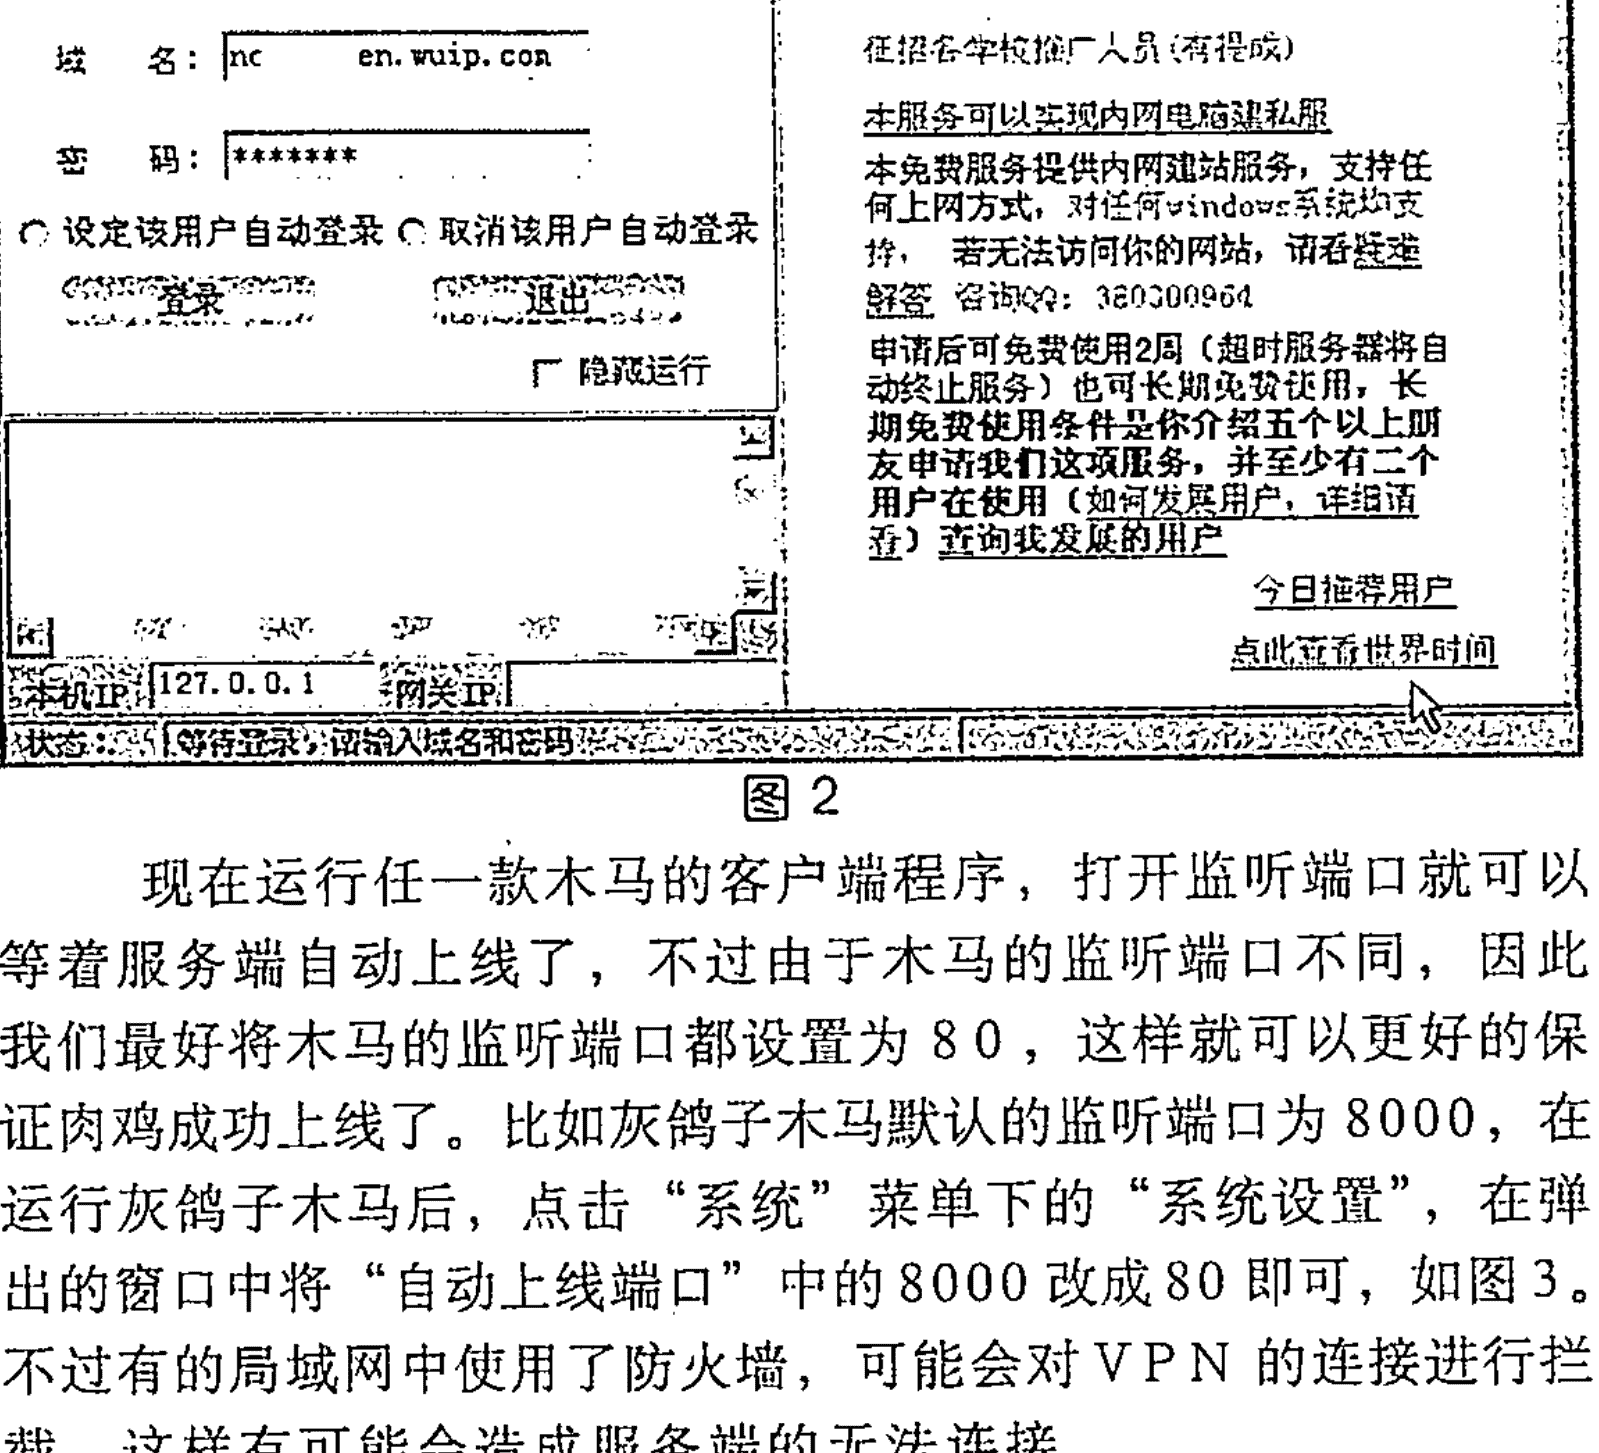 域 名: nc en.wuip.com
密 码: *******
设定该用户自动登录 取消该用户自动登录
登录 退出
隐藏运行
本机IP 127.0.0.1 网关IP
状态: 等待登录,请输入域名和密码
征招各学校推广人员(有提成)
本服务可以实现内网电脑建私服
本免费服务提供内网建站服务，支持任
何上网方式，对任何windows系统均支
持， 若无法访问你的网站，请看疑难
解答 咨询QQ:
申请后可免费使用2周（超时服务器将自
动终止服务）也可长期免费使用，长
期免费使用条件是你介绍五个以上朋
友申请我们这项服务，并至少有二个
用户在使用（如何发展用户，详细请
看）查询我发展的用户
今日推荐用户
点此查看世界时间
图 2
现在运行任一款木马的客户端程序，打开监听端口就可以
等着服务端自动上线了，不过由于木马的监听端口不同，因此
我们最好将木马的监听端口都设置为80，这样就可以更好的保
证肉鸡成功上线了。比如灰鸽子木马默认的监听端口为8000，在
运行灰鸽子木马后，点击“系统”菜单下的“系统设置”，在弹
出的窗口中将“自动上线端口”中的8000改成80即可，如图3。
不过有的局域网中使用了防火墙，可能会对VPN的连接进行拦
截，这样有可能会造成服务端的无法连接